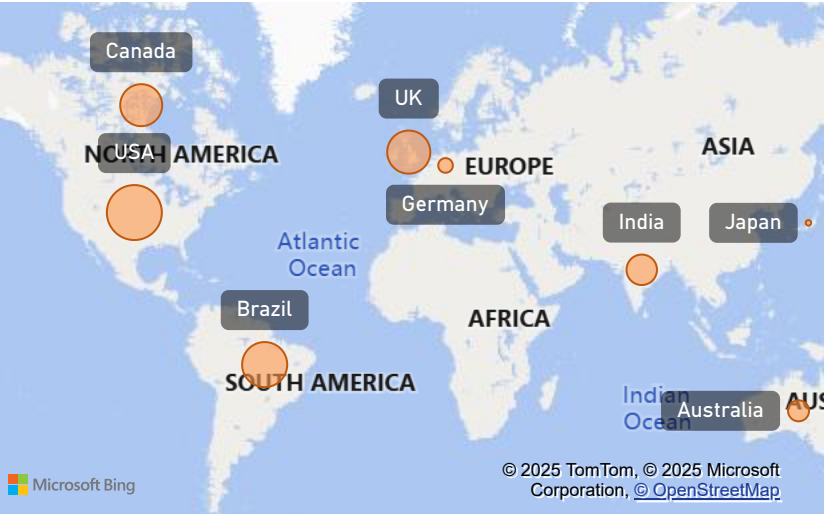 Canada
UK
USA
NORTH AMERICA
ASIA
EUROPE
Germany
India
Japan
Atlantic
Ocean
Brazil
AFRICA
SOUTH AMERICA
Indian
Ocean
Australia
AUS
Microsoft Bing
© 2025 TomTom, © 2025 Microsoft
Corporation, © OpenStreetMap